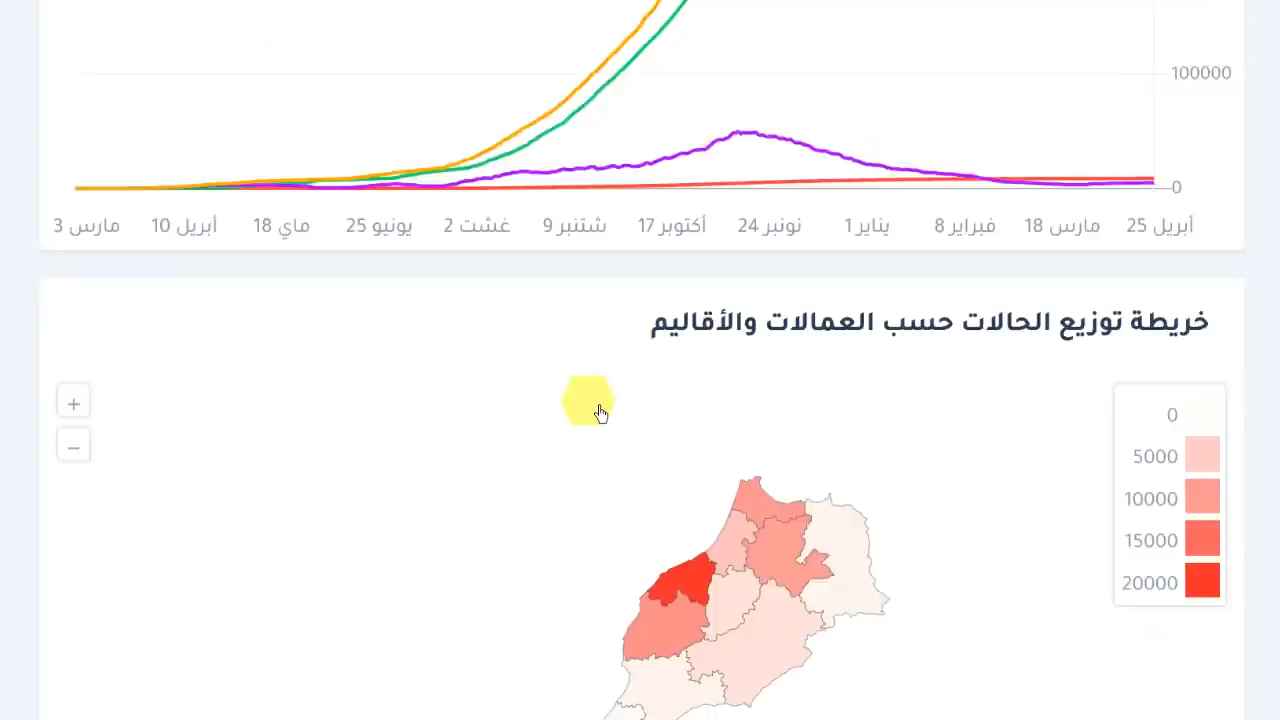 100000
0
مارس 3
أبريل 10
ماي 18
يونيو 25
غشت 2
شتنبر 9
أكتوبر 17
نونبر 24
يناير 1
فبراير 8
مارس 18
أبريل 25
خريطة توزيع الحالات حسب العمالات والأقاليم
+
−
0
5000
10000
15000
20000